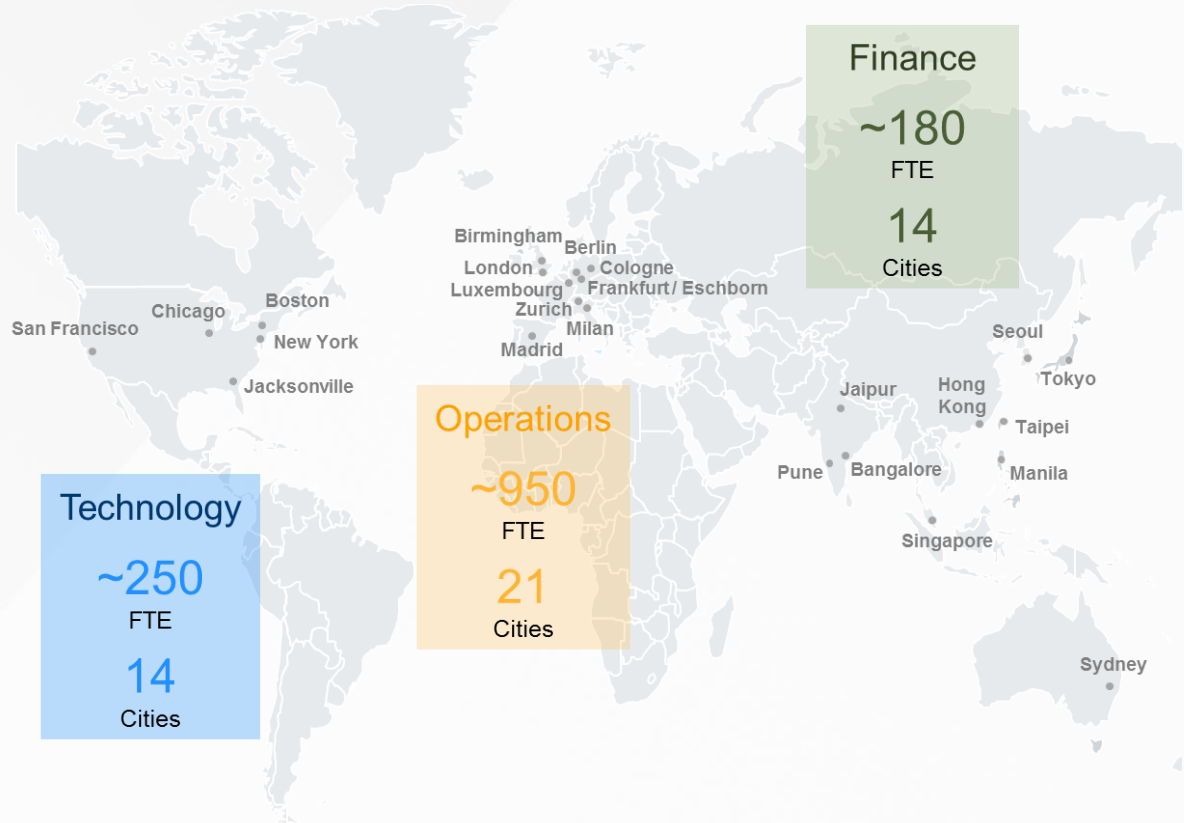 Finance
~180
FTE
14
Cities
Birmingham
Berlin
London
Cologne
Luxembourg
Frankfurt / Eschborn
Zurich
Milan
Madrid
San Francisco
Chicago
Boston
New York
Jacksonville
Seoul
Tokyo
Jaipur
Hong
Kong
Taipei
Pune
Bangalore
Manila
Singapore
Sydney
Operations
~950
FTE
21
Cities
Technology
~250
FTE
14
Cities